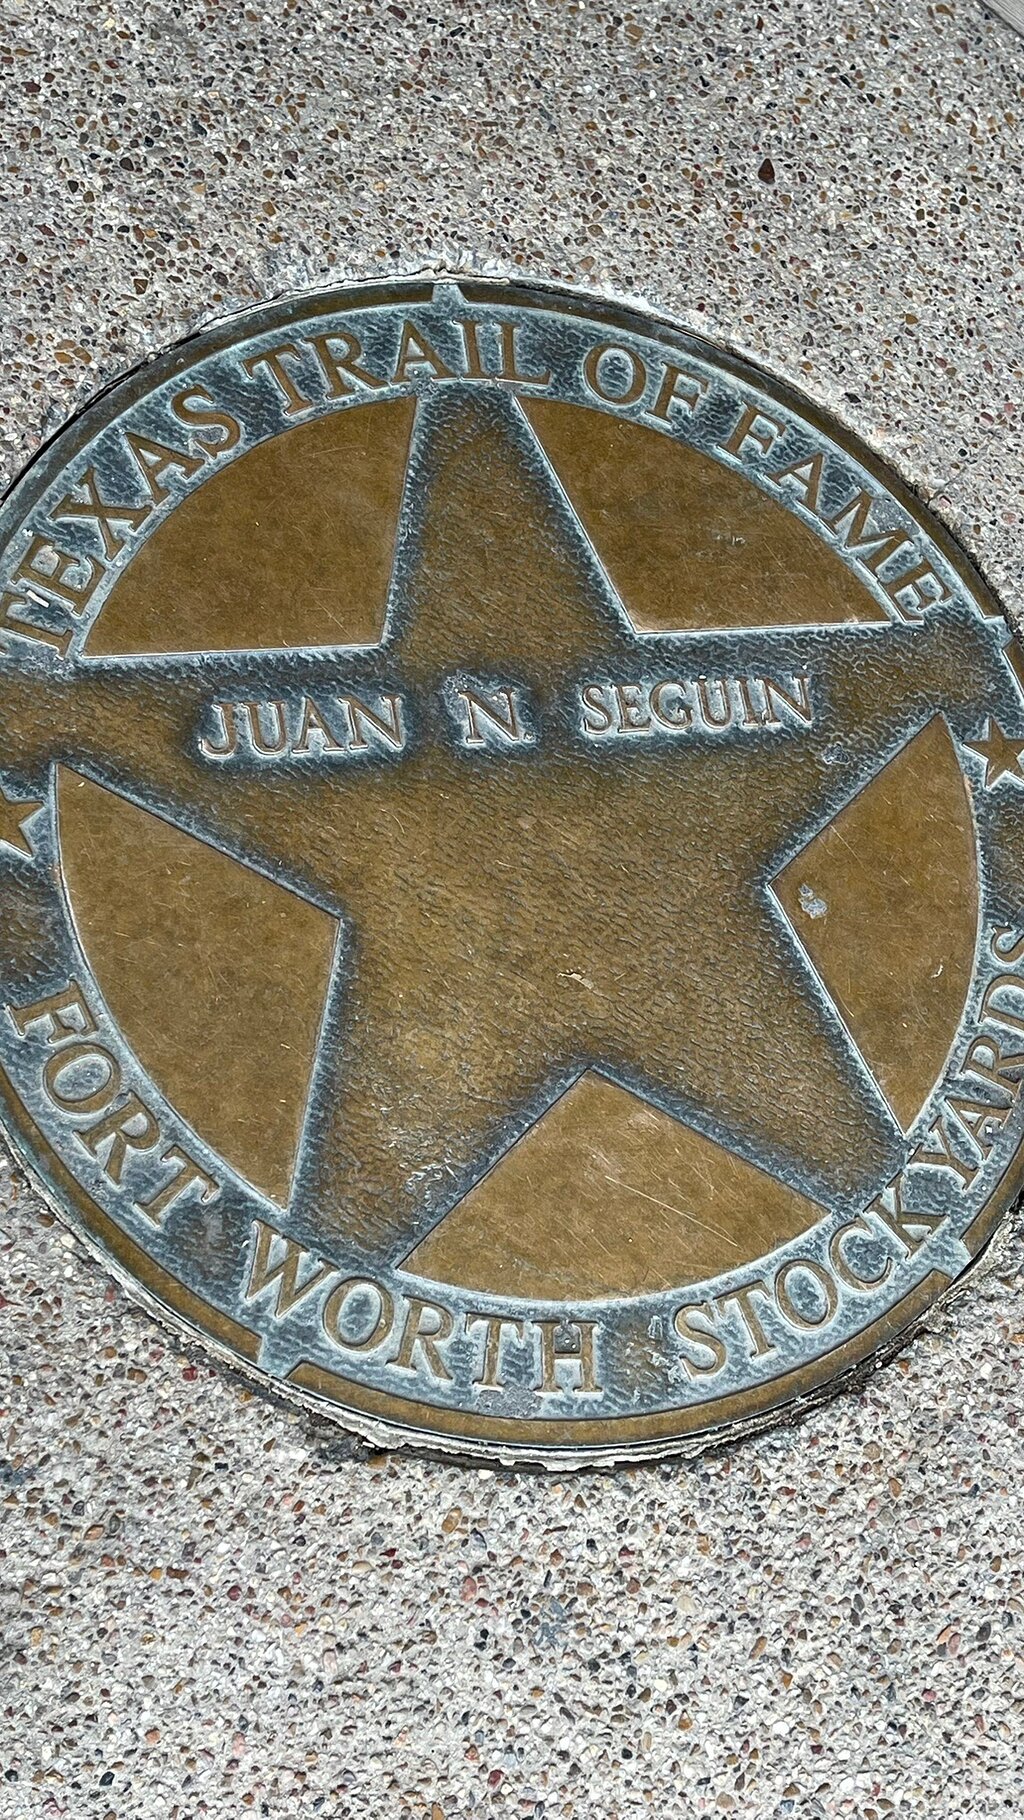 TEXAS TRAIL OF FAME
JUAN N. SEGUIN
FORT WORTH STOCKYARDS